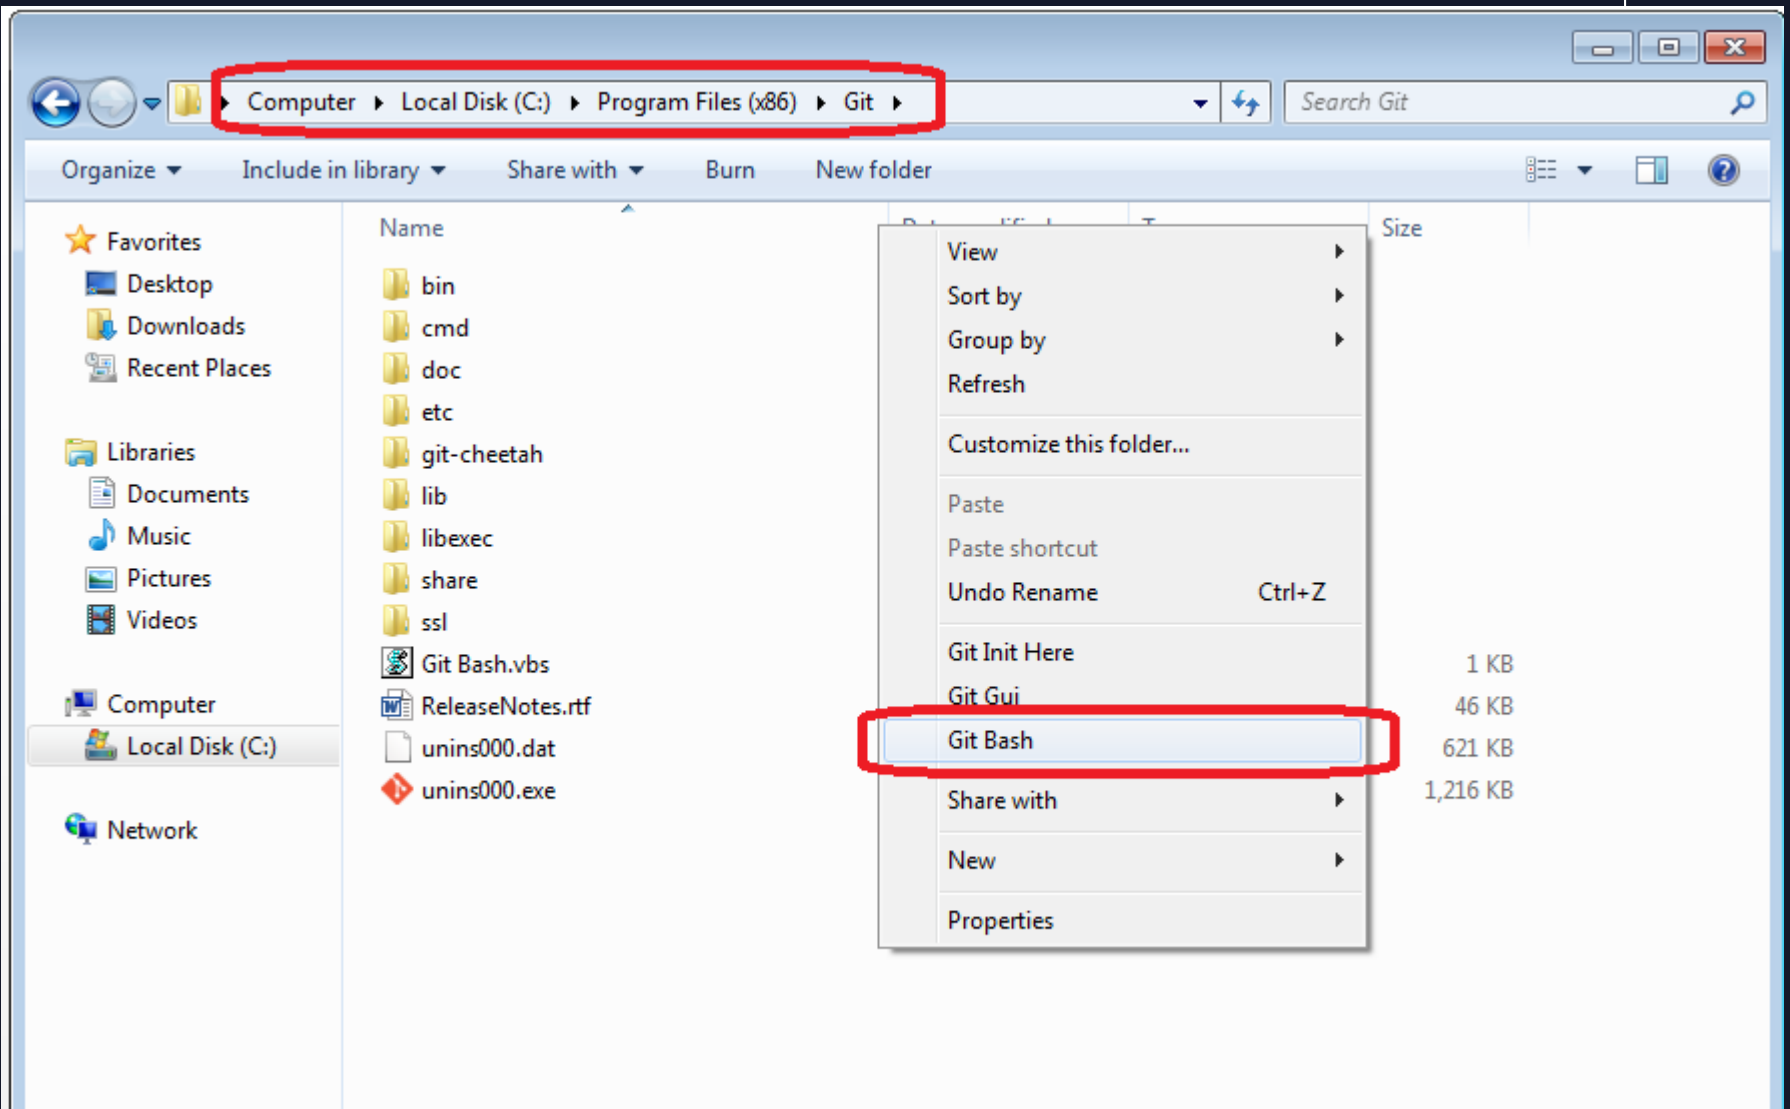 Computer ▸ Local Disk (C:) ▸ Program Files (x86) ▸ Git ▸
Search Git
Organize Include in library Share with Burn New folder
Name Size
Favorites
Desktop
Downloads
Recent Places
Libraries
Documents
Music
Pictures
Videos
Computer
Local Disk (C:)
Network
bin
cmd
doc
etc
git-cheetah
lib
libexec
share
ssl
Git Bash.vbs 1 KB
ReleaseNotes.rtf 46 KB
unins000.dat 621 KB
unins000.exe 1,216 KB
View
Sort by
Group by
Refresh
Customize this folder...
Paste
Paste shortcut
Undo Rename Ctrl+Z
Git Init Here
Git Gui
Git Bash
Share with
New
Properties